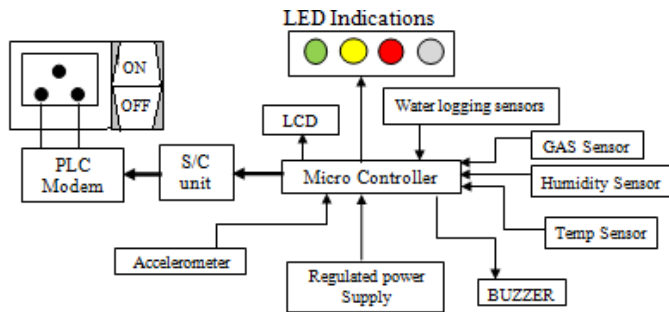 LED Indications
ON
OFF
Water logging sensors
LCD
GAS Sensor
PLC
Modem
S/C
unit
Micro Controller
Humidity Sensor
Temp Sensor
Accelerometer
Regulated power
Supply
BUZZER